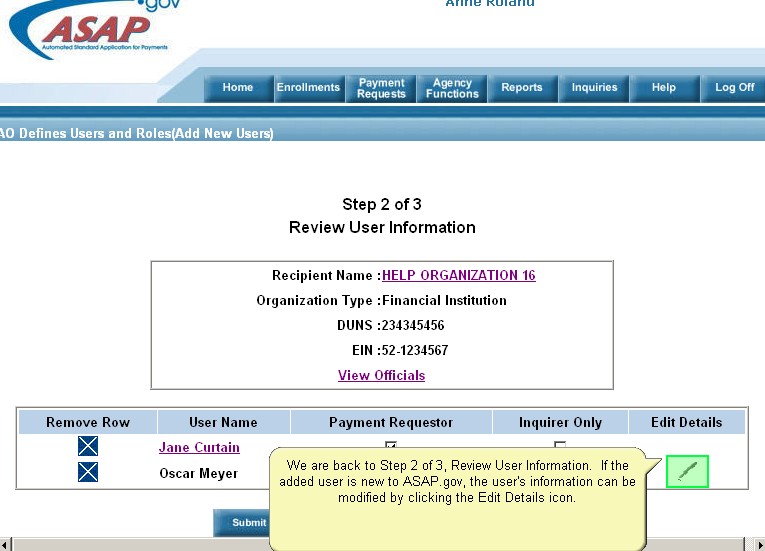 Anne Roland
.gov
ASAP
Automated Standard Application for Payments
Home Enrollments Payment Requests Agency Functions Reports Inquiries Help Log Off
AO Defines Users and Roles(Add New Users)
Step 2 of 3
Review User Information
Recipient Name :HELP ORGANIZATION 16
Organization Type :Financial Institution
DUNS :234345456
EIN :52-1234567
View Officials
Remove Row User Name Payment Requestor Inquirer Only Edit Details
Jane Curtain
Oscar Meyer
We are back to Step 2 of 3, Review User Information. If the
added user is new to ASAP.gov, the user's information can be
modified by clicking the Edit Details icon.
Submit